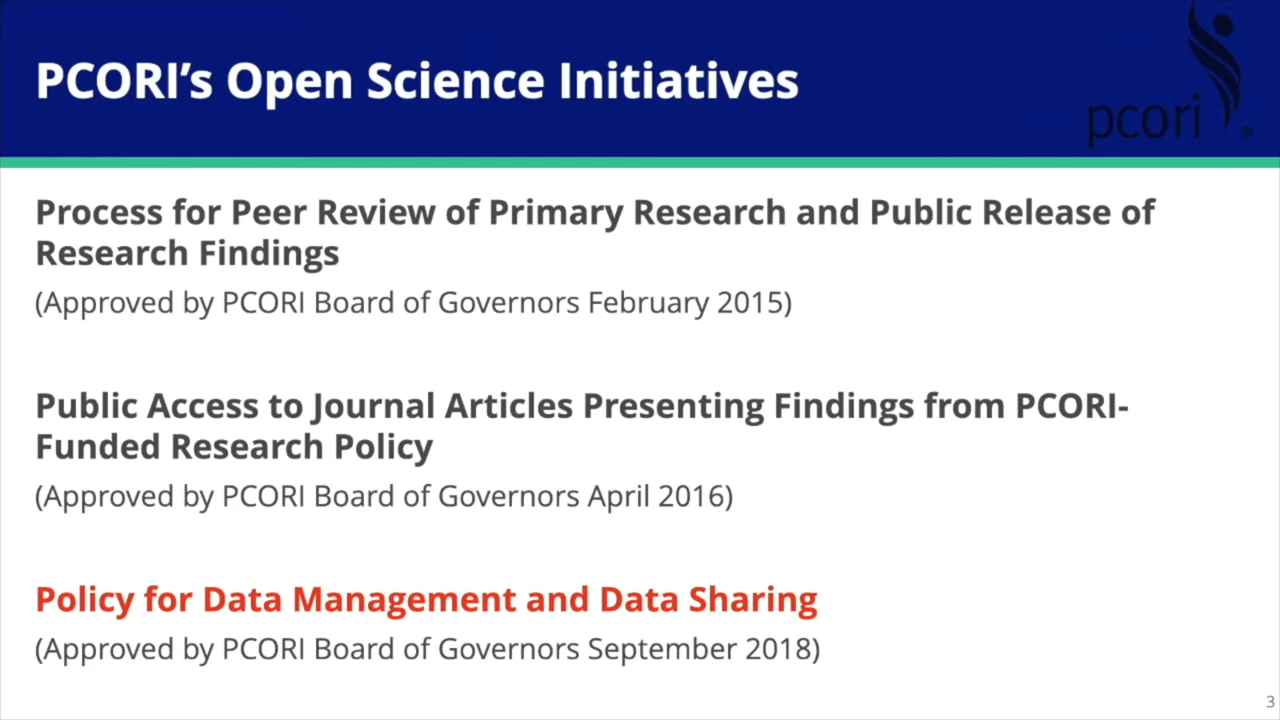 PCORI’s Open Science Initiatives
pcori®
Process for Peer Review of Primary Research and Public Release of
Research Findings
(Approved by PCORI Board of Governors February 2015)
Public Access to Journal Articles Presenting Findings from PCORI-
Funded Research Policy
(Approved by PCORI Board of Governors April 2016)
Policy for Data Management and Data Sharing
(Approved by PCORI Board of Governors September 2018)
3